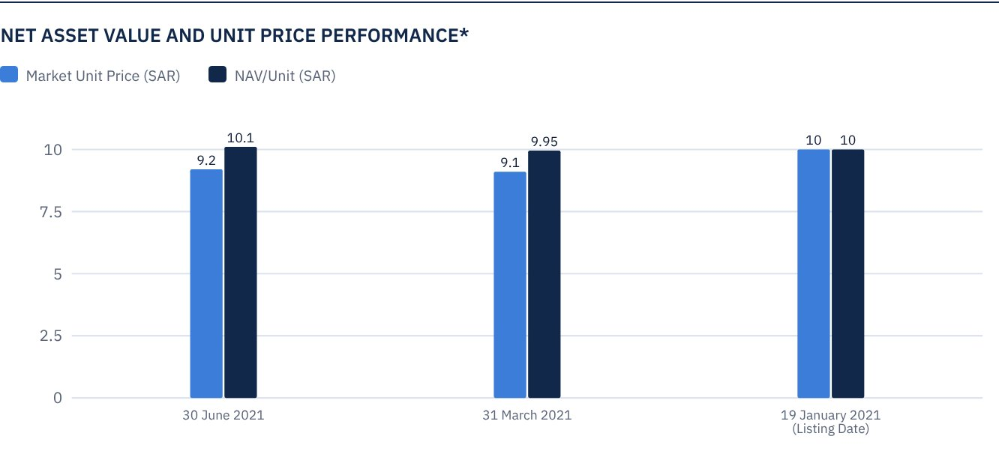 NET ASSET VALUE AND UNIT PRICE PERFORMANCE*
Market Unit Price (SAR) NAV/Unit (SAR)
10
7.5
5
2.5
0
9.2 10.1
9.1 9.95
10 10
30 June 2021
31 March 2021
19 January 2021
(Listing Date)